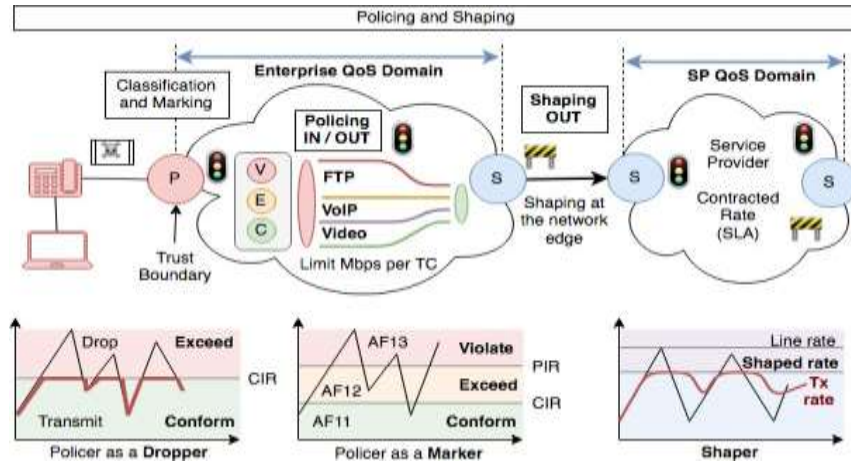 Policing and Shaping
Enterprise QoS Domain
SP QoS Domain
Classification
and Marking
Policing
IN / OUT
Shaping
OUT
P
V
E
C
FTP
VoIP
Video
Limit Mbps per TC
S
Shaping at
the network
edge
S
Service
Provider
Contracted
Rate
(SLA)
S
Trust
Boundary
Drop
Exceed
CIR
Transmit
Conform
Policer as a Dropper
AF13
Violate
PIR
AF12
Exceed
CIR
AF11
Conform
Policer as a Marker
Line rate
Shaped rate
Tx
rate
Shaper